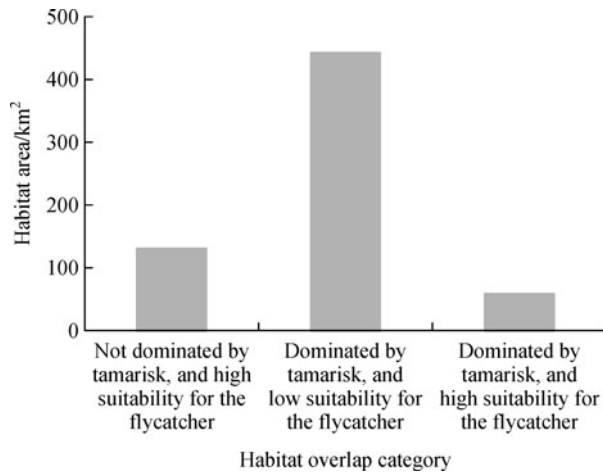 500
400
300
200
100
0
Habitat area/km²
Not dominated by
tamarisk, and high
suitability for the
flycatcher
Dominated by
tamarisk, and
low suitability for
the flycatcher
Dominated by
tamarisk, and
high suitability for
the flycatcher
Habitat overlap category